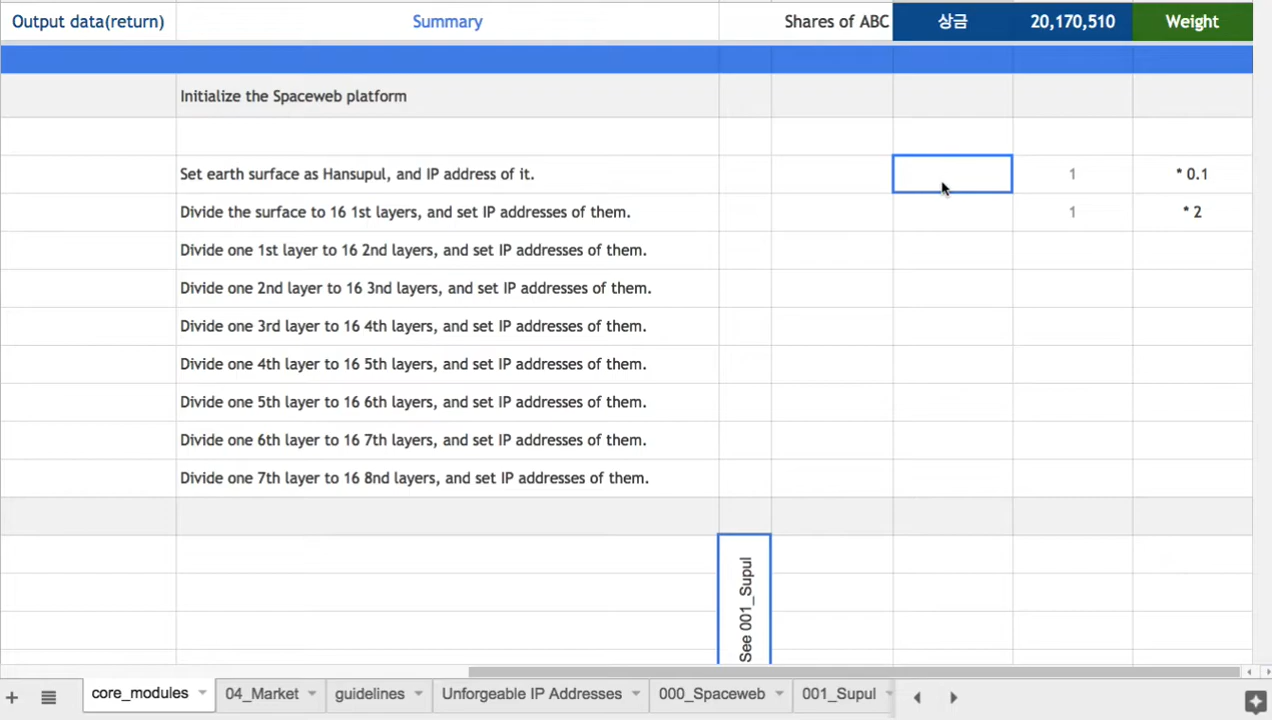 Output data(return) Summary Shares of ABC 상금 20,170,510 Weight
Initialize the Spaceweb platform
Set earth surface as Hansupul, and IP address of it. 1 * 0.1
Divide the surface to 16 1st layers, and set IP addresses of them. 1 * 2
Divide one 1st layer to 16 2nd layers, and set IP addresses of them.
Divide one 2nd layer to 16 3nd layers, and set IP addresses of them.
Divide one 3rd layer to 16 4th layers, and set IP addresses of them.
Divide one 4th layer to 16 5th layers, and set IP addresses of them.
Divide one 5th layer to 16 6th layers, and set IP addresses of them.
Divide one 6th layer to 16 7th layers, and set IP addresses of them.
Divide one 7th layer to 16 8nd layers, and set IP addresses of them.
See 001_Supul
core_modules 04_Market guidelines Unforgeable IP Addresses 000_Spaceweb 001_Supul